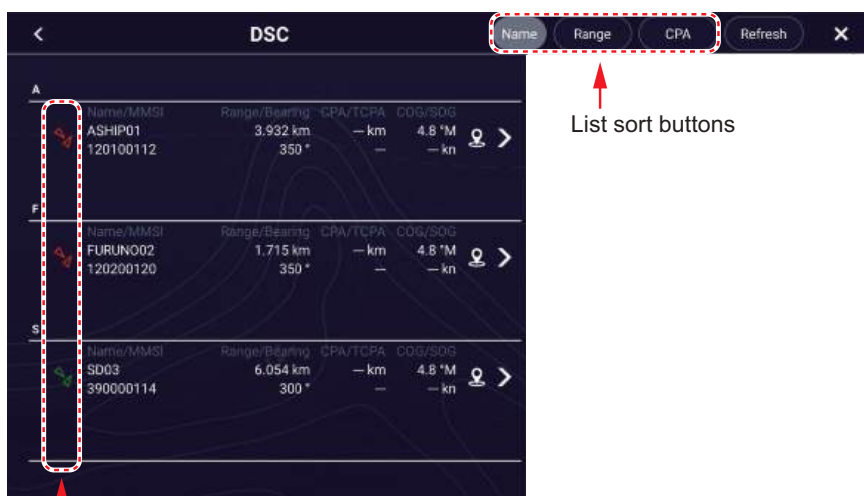 DSC
Name Range CPA Refresh
List sort buttons
A
Name/MMSI Range/Bearing CPA/TCPA COG/SOG
ASHIP01 3.932 km — km 4.8 °M
120100112 350 ° — — kn
F
Name/MMSI Range/Bearing CPA/TCPA COG/SOG
FURUNO02 1.715 km — km 4.8 °M
120200120 350 ° — — kn
S
Name/MMSI Range/Bearing CPA/TCPA COG/SOG
SD03 6.054 km — km 4.8 °M
390000114 300 ° — — kn